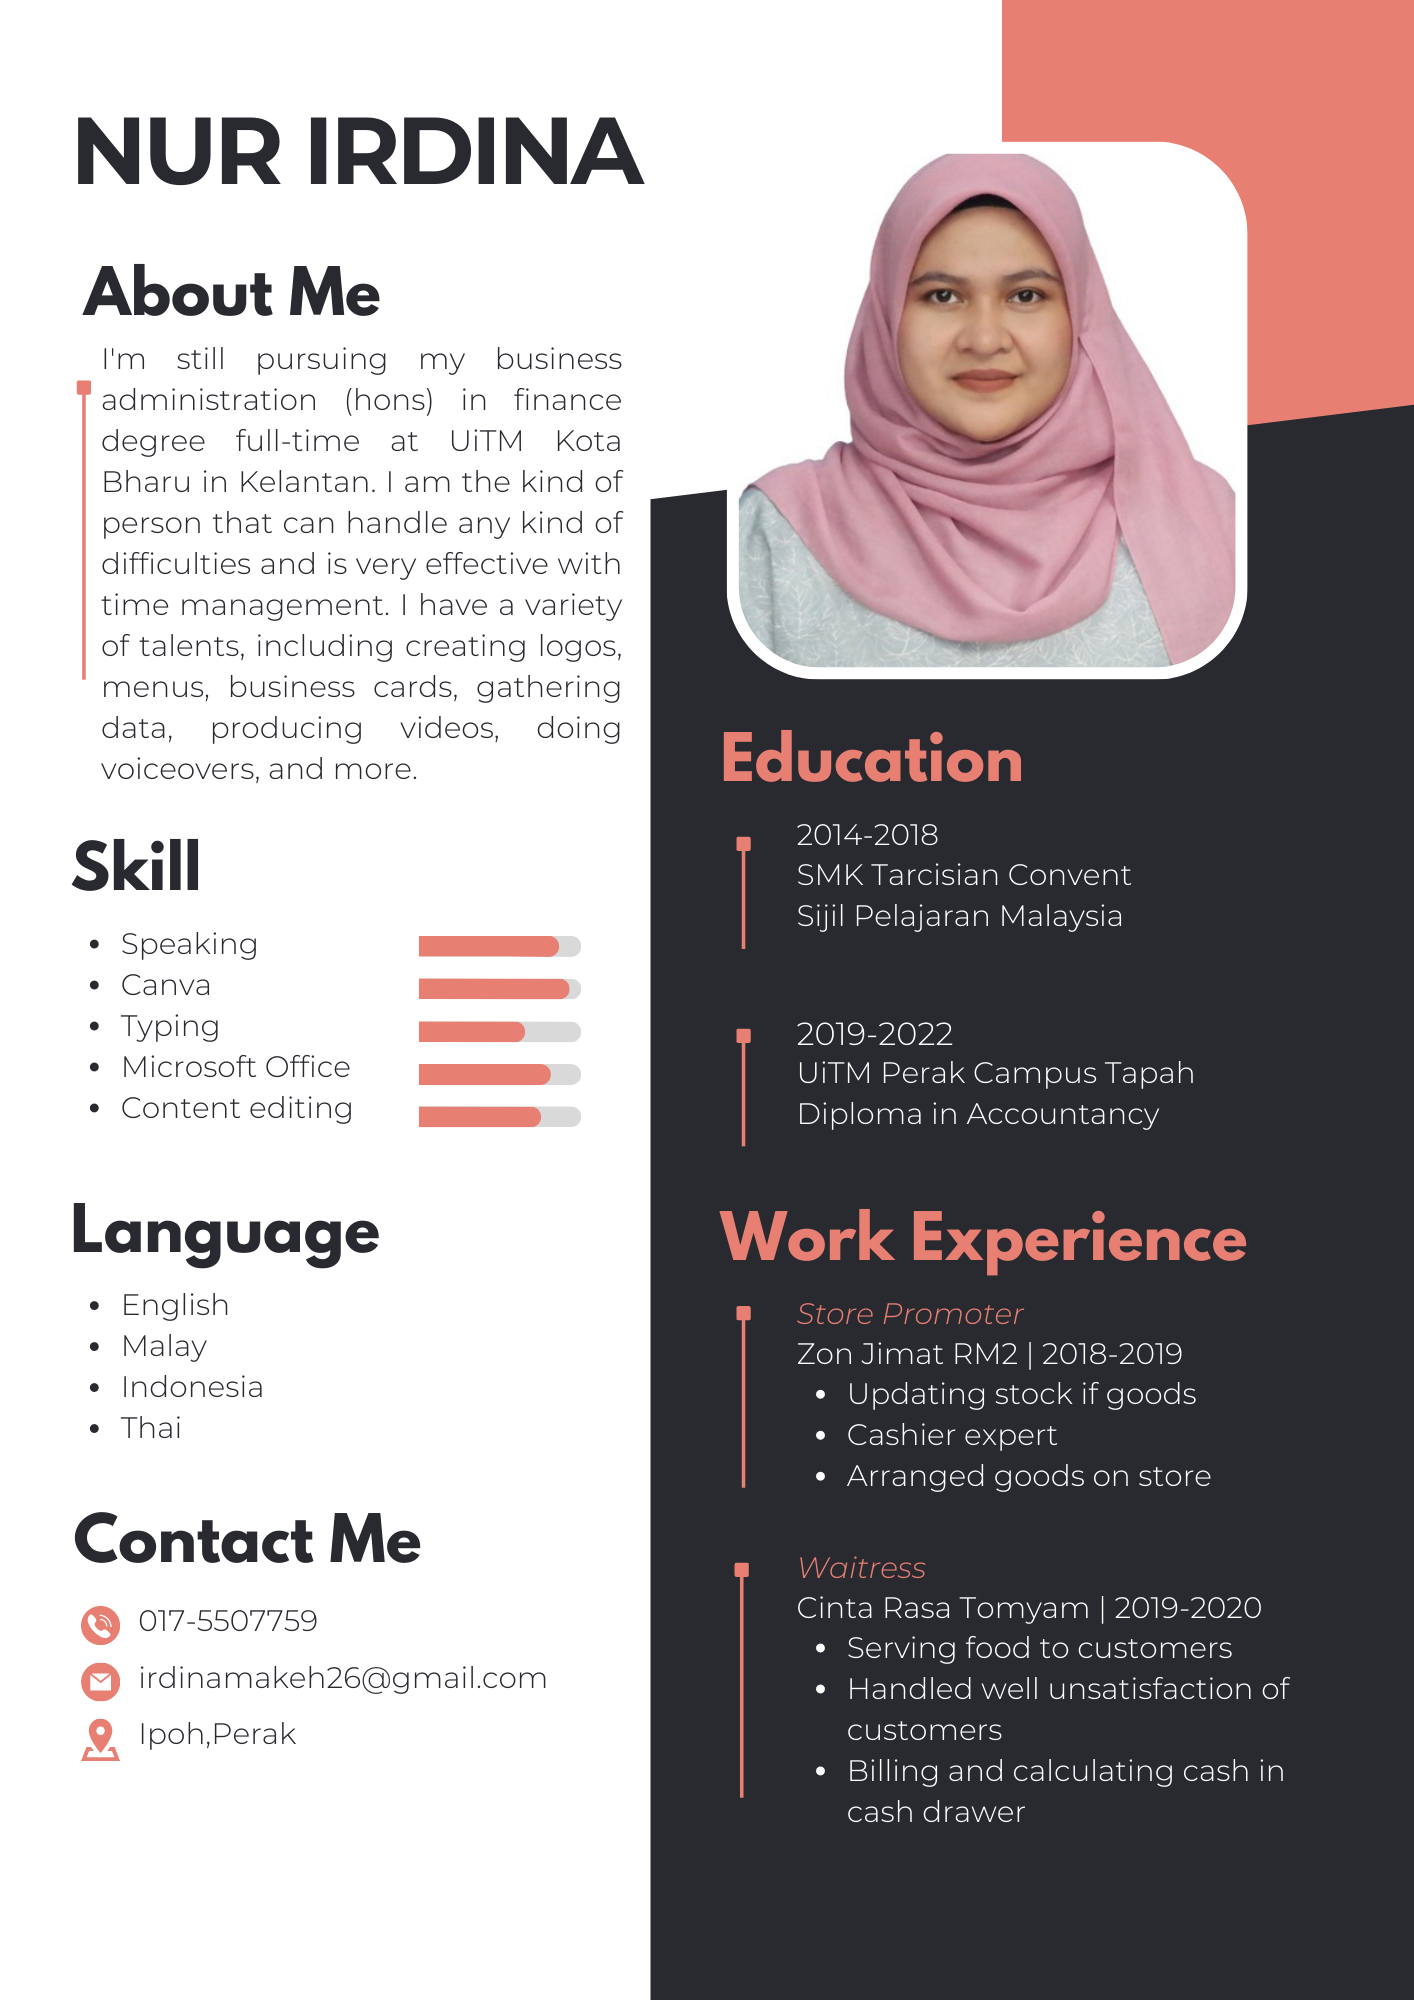 NUR IRDINA
About Me
I'm still pursuing my business
administration (hons) in finance
degree full-time at UiTM Kota
Bharu in Kelantan. I am the kind of
person that can handle any kind of
difficulties and is very effective with
time management. I have a variety
of talents, including creating logos,
menus, business cards, gathering
data, producing videos, doing
voiceovers, and more.
Skill
• Speaking
• Canva
• Typing
• Microsoft Office
• Content editing
Language
• English
• Malay
• Indonesia
• Thai
Contact Me
017-5507759
irdinamakeh26@gmail.com
Ipoh,Perak
Education
2014-2018
SMK Tarcisian Convent
Sijil Pelajaran Malaysia
2019-2022
UiTM Perak Campus Tapah
Diploma in Accountancy
Work Experience
Store Promoter
Zon Jimat RM2 | 2018-2019
• Updating stock if goods
• Cashier expert
• Arranged goods on store
Waitress
Cinta Rasa Tomyam | 2019-2020
• Serving food to customers
• Handled well unsatisfaction of
customers
• Billing and calculating cash in
cash drawer